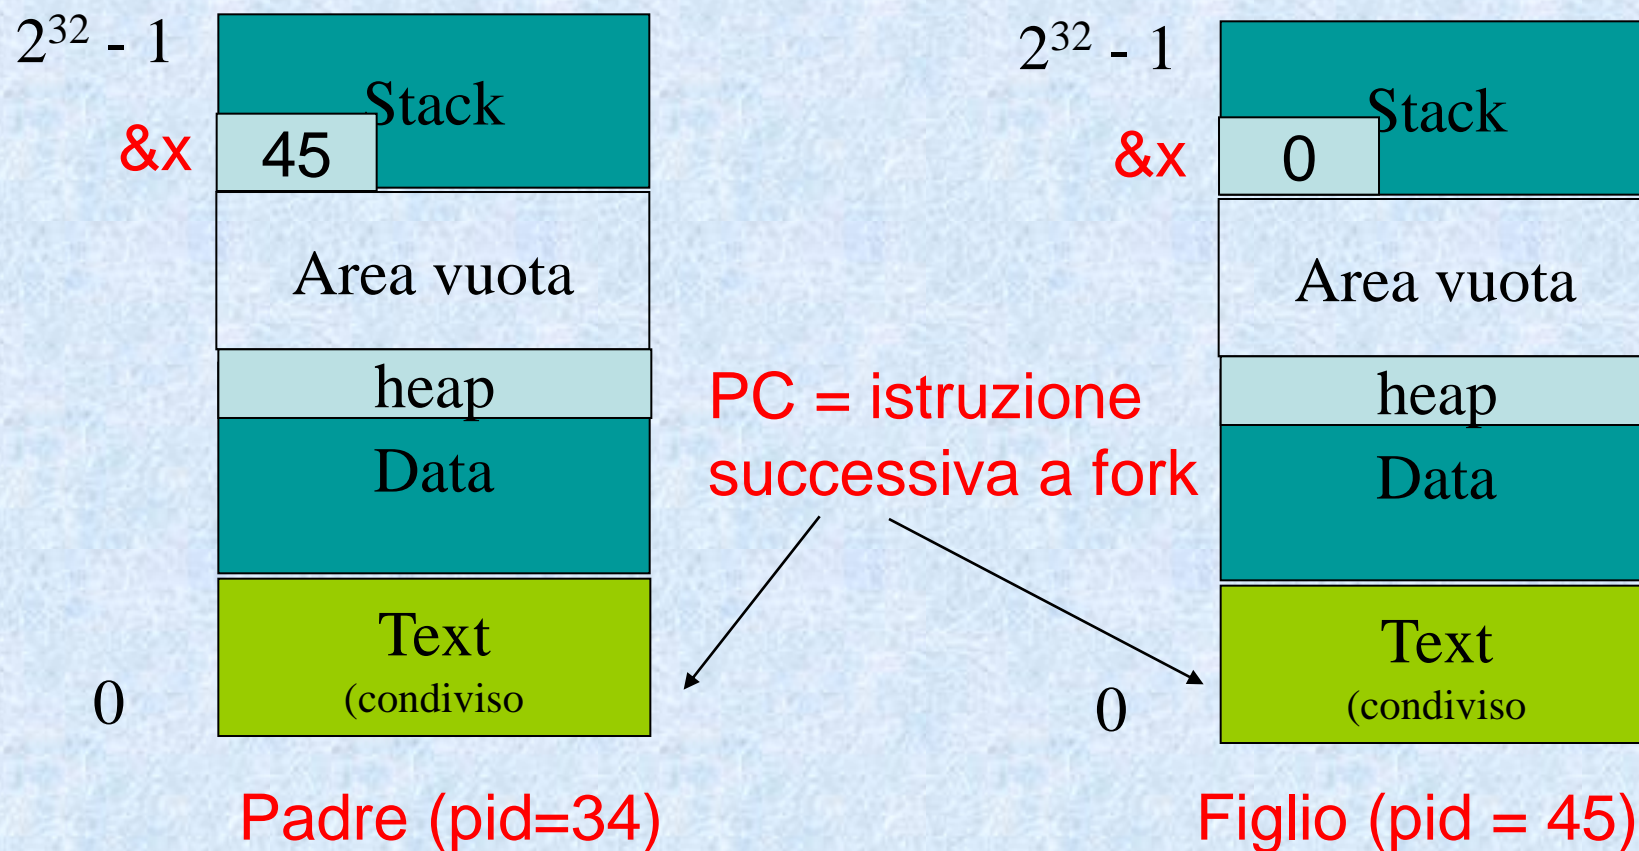 2³² - 1
Stack
&x
45
Area vuota
heap
Data
Text
(condiviso
0
Padre (pid=34)
PC = istruzione
successiva a fork
2³² - 1
Stack
&x
0
Area vuota
heap
Data
Text
(condiviso
0
Figlio (pid = 45)